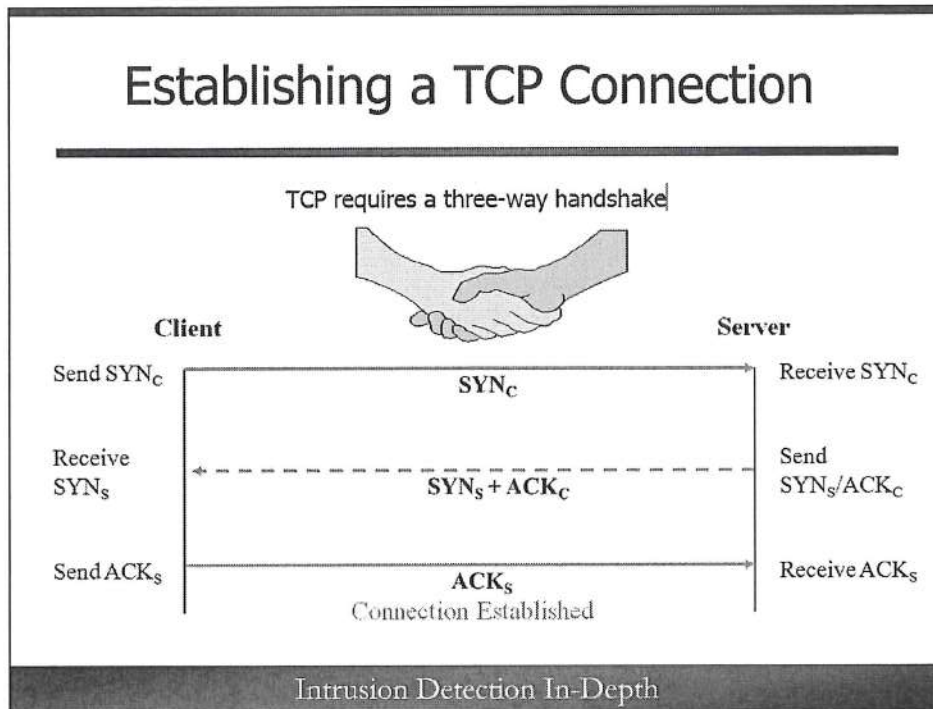 Establishing a TCP Connection
TCP requires a three-way handshake
Client
Server
Send SYNC
SYNC
Receive SYNC
Receive
SYNS
SYNS + ACKC
Send
SYNS/ACKC
Send ACKS
ACKS
Receive ACKS
Connection Established
Intrusion Detection In-Depth